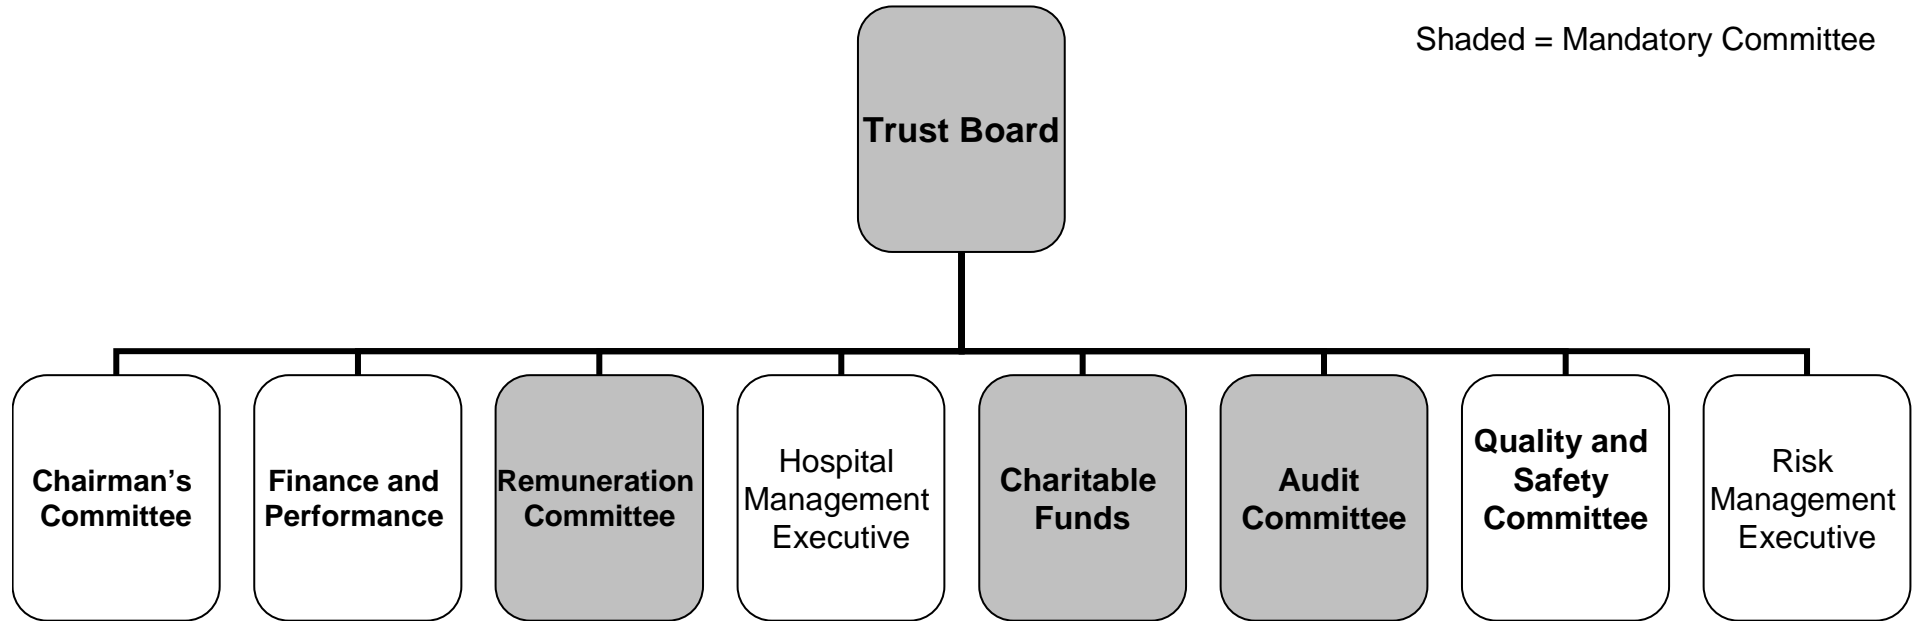 Shaded = Mandatory Committee
Trust Board
Chairman’s
Committee
Finance and
Performance
Remuneration
Committee
Hospital
Management
Executive
Charitable
Funds
Audit
Committee
Quality and
Safety
Committee
Risk
Management
Executive